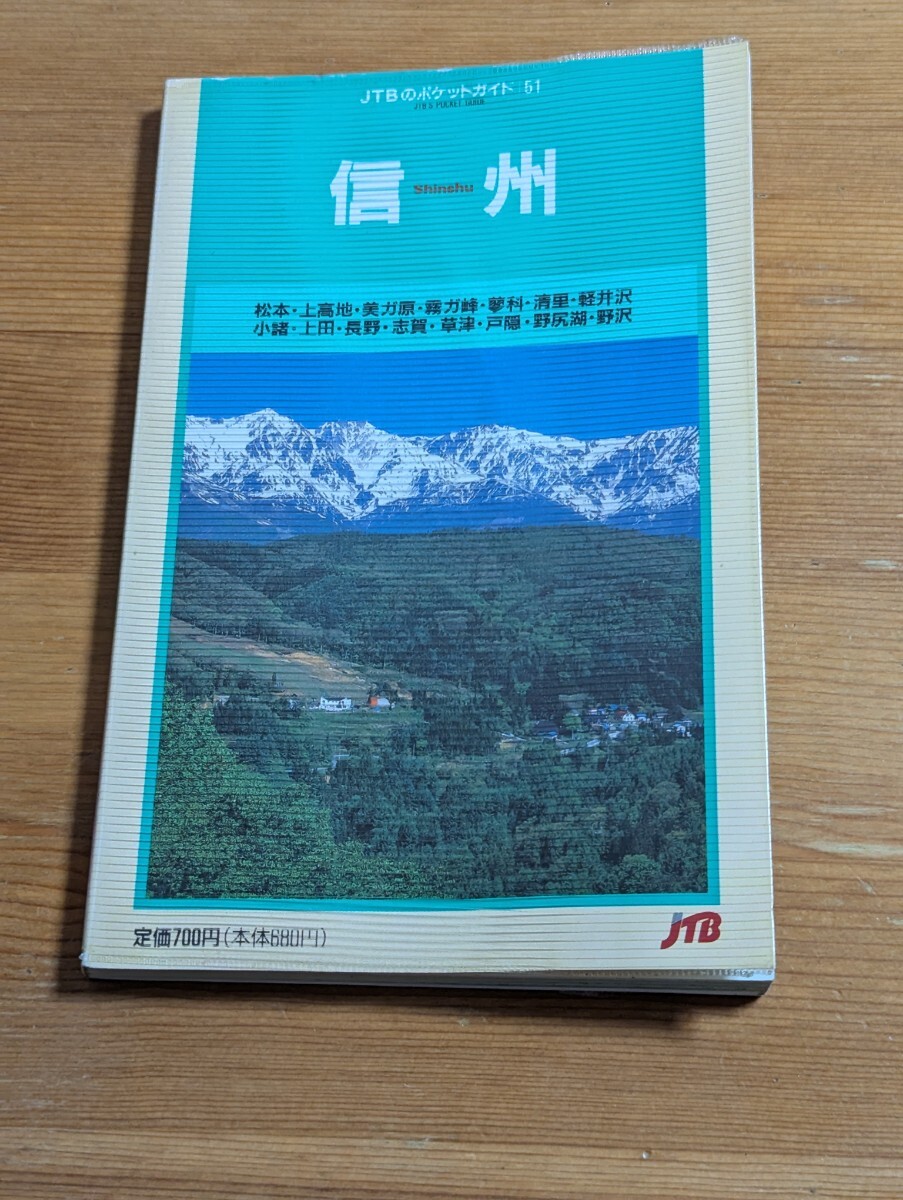 JTBのポケットガイド 51
JTB'S POCKET GUIDE
信 Shinshu 州
松本・上高地・美ガ原・霧ガ峰・蓼科・清里・軽井沢
小諸・上田・長野・志賀・草津・戸隠・野尻湖・野沢
定価700円(本体680円)
JTB